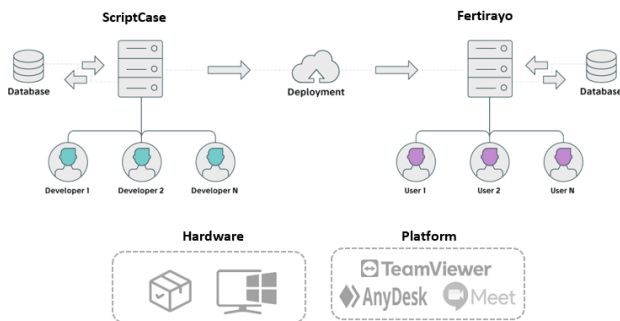 ScriptCase Fertirayo
Database Deployment Database
Developer 1 Developer 2 Developer N User 1 User 2 User N
Hardware Platform
TeamViewer
AnyDesk Meet